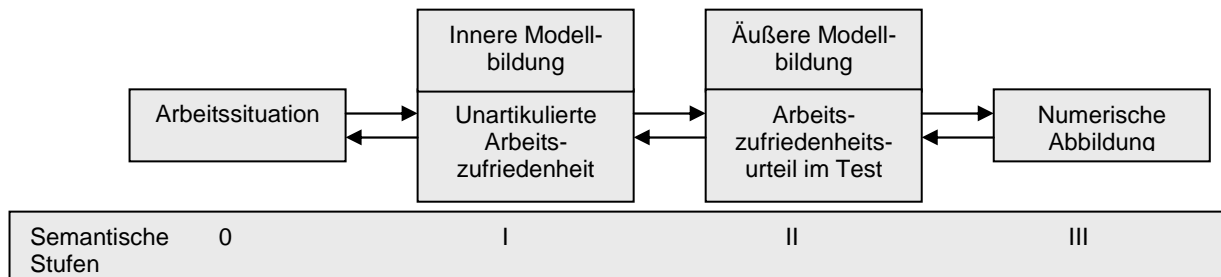 Innere Modell-
bildung
Äußere Modell-
bildung
Arbeitssituation
Unartikulierte
Arbeits-
zufriedenheit
Arbeits-
zufriedenheits-
urteil im Test
Numerische
Abbildung
Semantische 0 I II III
Stufen